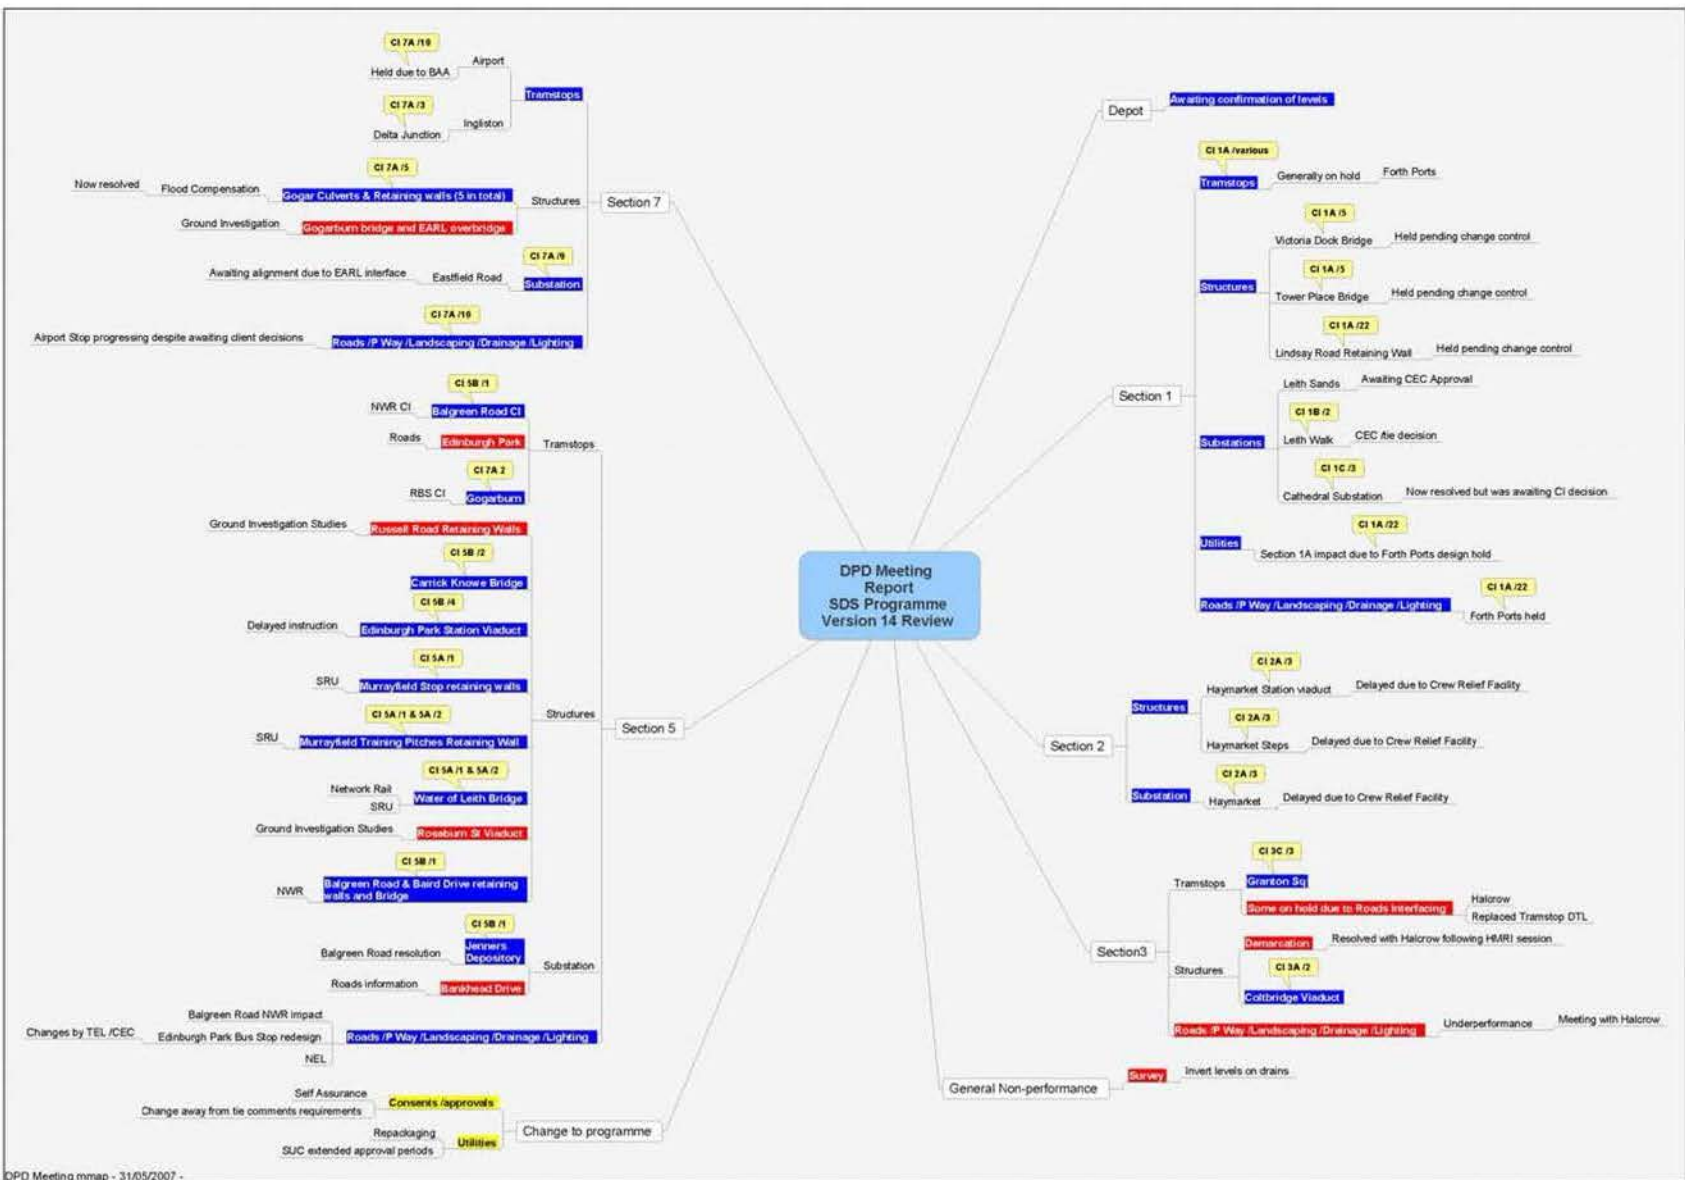 CI 7A /10
Airport
Held due to BAA
Tramstops
CI 7A /3
Ingliston
Delta Junction
CI 7A /5
Now resolved
Flood Compensation
Gogar Culverts & Retaining walls (5 in total)
Structures
Section 7
Ground Investigation
Gogarburn bridge and EARL overbridge
CI 7A /9
Awaiting alignment due to EARL interface
Eastfield Road
Substation
CI 7A /10
Airport Stop progressing despite awaiting client decisions
Roads /P Way /Landscaping /Drainage /Lighting
CI 5B /1
NWR CI
Balgreen Road CI
Roads
Edinburgh Park
Tramstops
CI 7A 2
RBS CI
Gogarburn
Ground Investigation Studies
Russell Road Retaining Walls
CI 5B /2
Carrick Knowe Bridge
CI 5B /4
Delayed instruction
Edinburgh Park Station Viaduct
CI 5A /1
SRU
Murrayfield Stop retaining walls
Structures
Section 5
CI 5A /1 & 5A /2
SRU
Murrayfield Training Pitches Retaining Wall
CI 5A /1 & 5A /2
Network Rail
SRU
Water of Leith Bridge
Ground Investigation Studies
Roseburn St Viaduct
CI 5B /1
NWR
Balgreen Road & Baird Drive retaining
walls and Bridge
CI 5B /1
Balgreen Road resolution
Jenners
Depository
Substation
Roads information
Bankhead Drive
Balgreen Road NWR impact
Changes by TEL /CEC
Edinburgh Park Bus Stop redesign
NEL
Roads /P Way /Landscaping /Drainage /Lighting
Self Assurance
Change away from tie comments requirements
Consents /approvals
Change to programme
Repackaging
SUC extended approval periods
Utilities
DPD Meeting
Report
SDS Programme
Version 14 Review
Depot
Awaiting confirmation of levels
CI 1A /various
Tramstops
Generally on hold
Forth Ports
CI 1A /5
Victoria Dock Bridge
Held pending change control
CI 1A /5
Structures
Tower Place Bridge
Held pending change control
CI 1A /22
Lindsay Road Retaining Wall
Held pending change control
Section 1
Leith Sands
Awaiting CEC Approval
CI 1B /2
Substations
Leith Walk
CEC /tie decision
CI 1C /3
Cathedral Substation
Now resolved but was awaiting CI decision
CI 1A /22
Utilities
Section 1A impact due to Forth Ports design hold
CI 1A /22
Roads /P Way /Landscaping /Drainage /Lighting
Forth Ports held
CI 2A /3
Haymarket Station viaduct
Delayed due to Crew Relief Facility
Structures
CI 2A /3
Haymarket Steps
Delayed due to Crew Relief Facility
Section 2
CI 2A /3
Substation
Haymarket
Delayed due to Crew Relief Facility
CI 3C /3
Tramstops
Granton Sq
Some on hold due to Roads Interfacing
Halcrow
Replaced Tramstop DTL
Section3
Demarcation
Resolved with Halcrow following HMRI session
Structures
CI 3A /2
Coltbridge Viaduct
Roads /P Way /Landscaping /Drainage /Lighting
Underperformance
Meeting with Halcrow
General Non-performance
Survey
Invert levels on drains
DPD Meeting.mmap - 31/05/2007 -